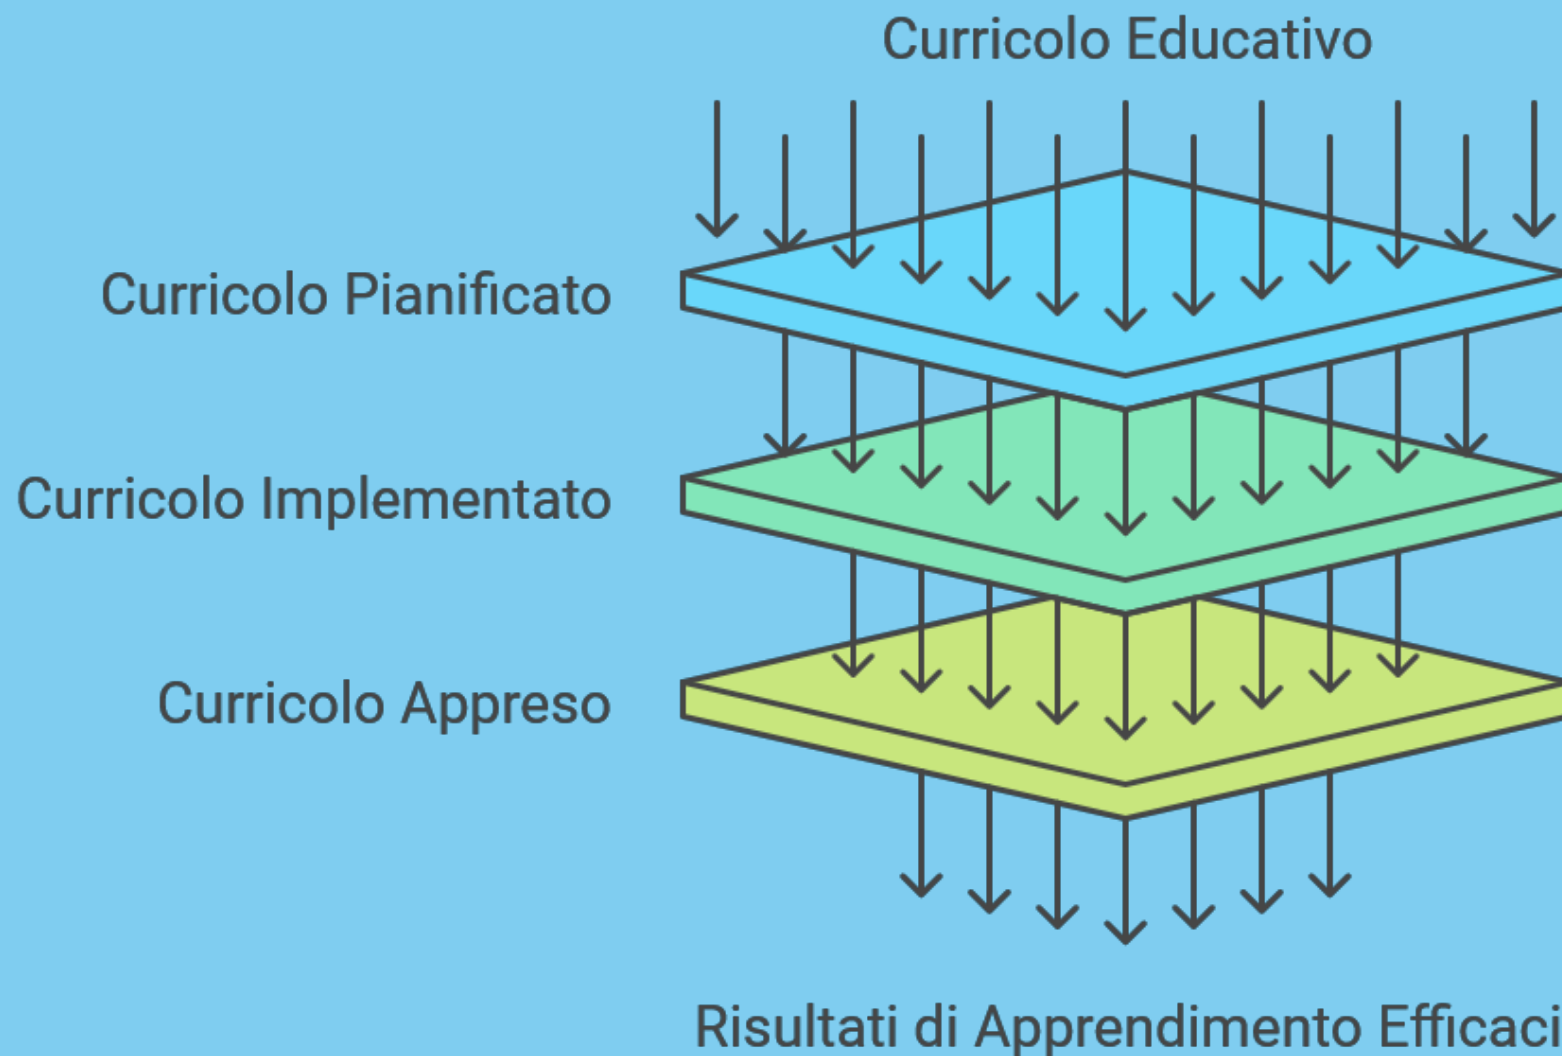 Curricolo Educativo
Curricolo Pianificato
Curricolo Implementato
Curricolo Appreso
Risultati di Apprendimento Efficaci